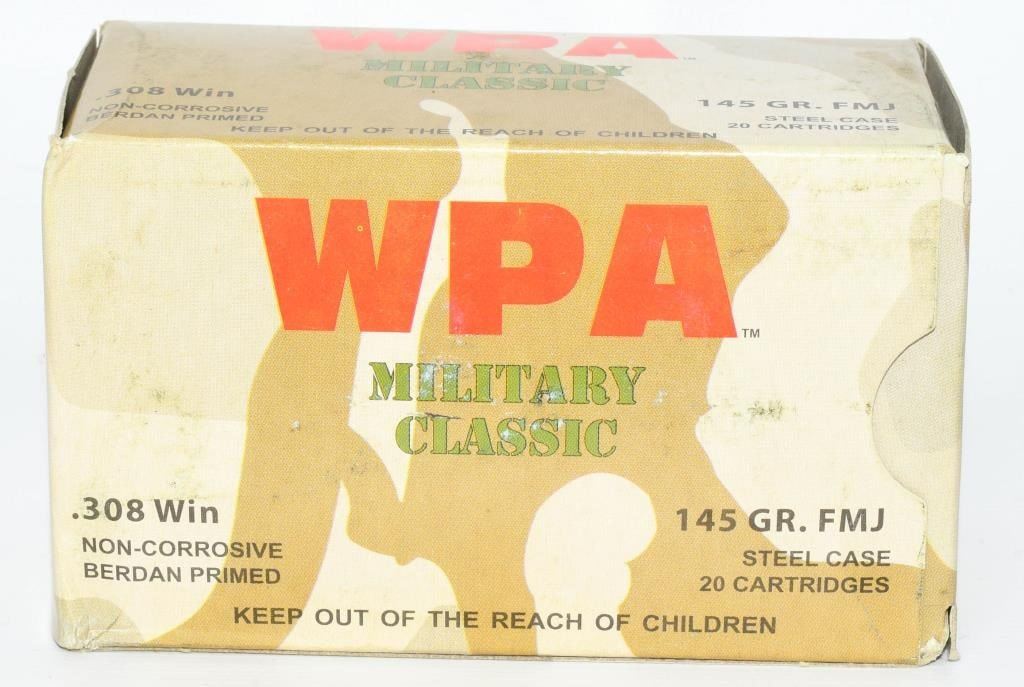 WPA™
MILITARY
CLASSIC
.308 Win
145 GR. FMJ
NON-CORROSIVE
STEEL CASE
BERDAN PRIMED
20 CARTRIDGES
KEEP OUT OF THE REACH OF CHILDREN
WPA™
MILITARY
CLASSIC
.308 Win
145 GR. FMJ
NON-CORROSIVE
STEEL CASE
BERDAN PRIMED
20 CARTRIDGES
KEEP OUT OF THE REACH OF CHILDREN